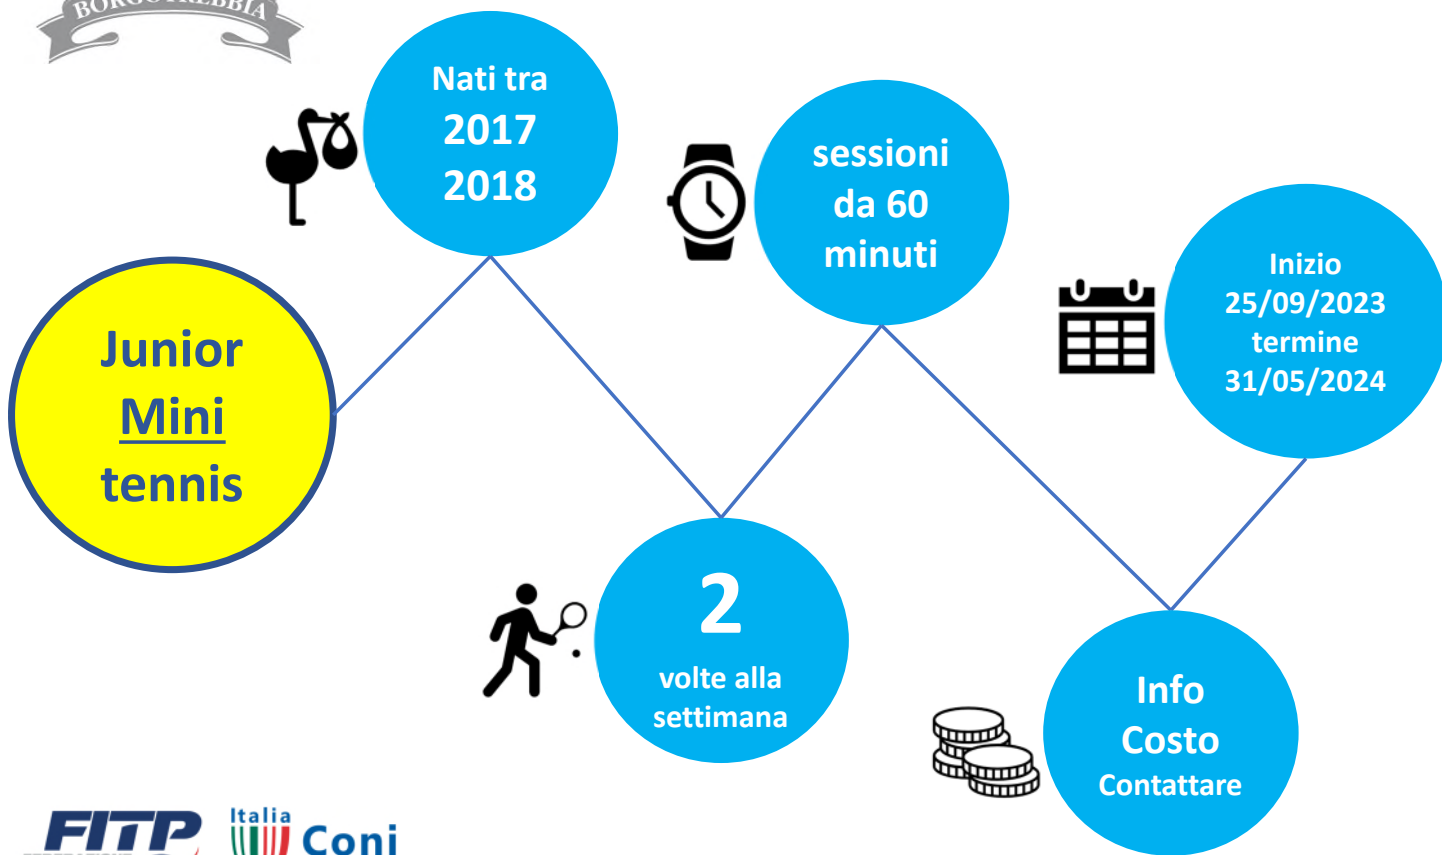 BORGOTREBBIA
Nati tra
2017
2018
sessioni
da 60
minuti
Inizio
25/09/2023
termine
31/05/2024
Junior
Mini
tennis
2
volte alla
settimana
Info
Costo
Contattare
FITP
Italia
Coni